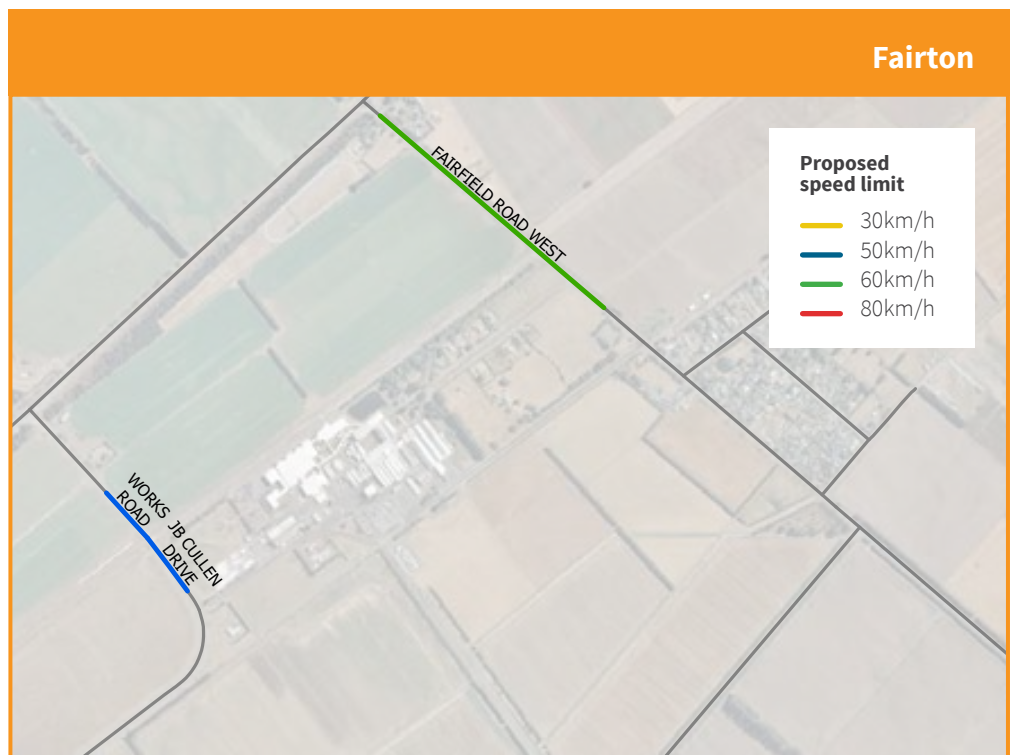 Fairton
FAIRFIELD ROAD WEST
Proposed
speed limit
30km/h
50km/h
60km/h
80km/h
WORKS
ROAD
JB CULLEN
DRIVE